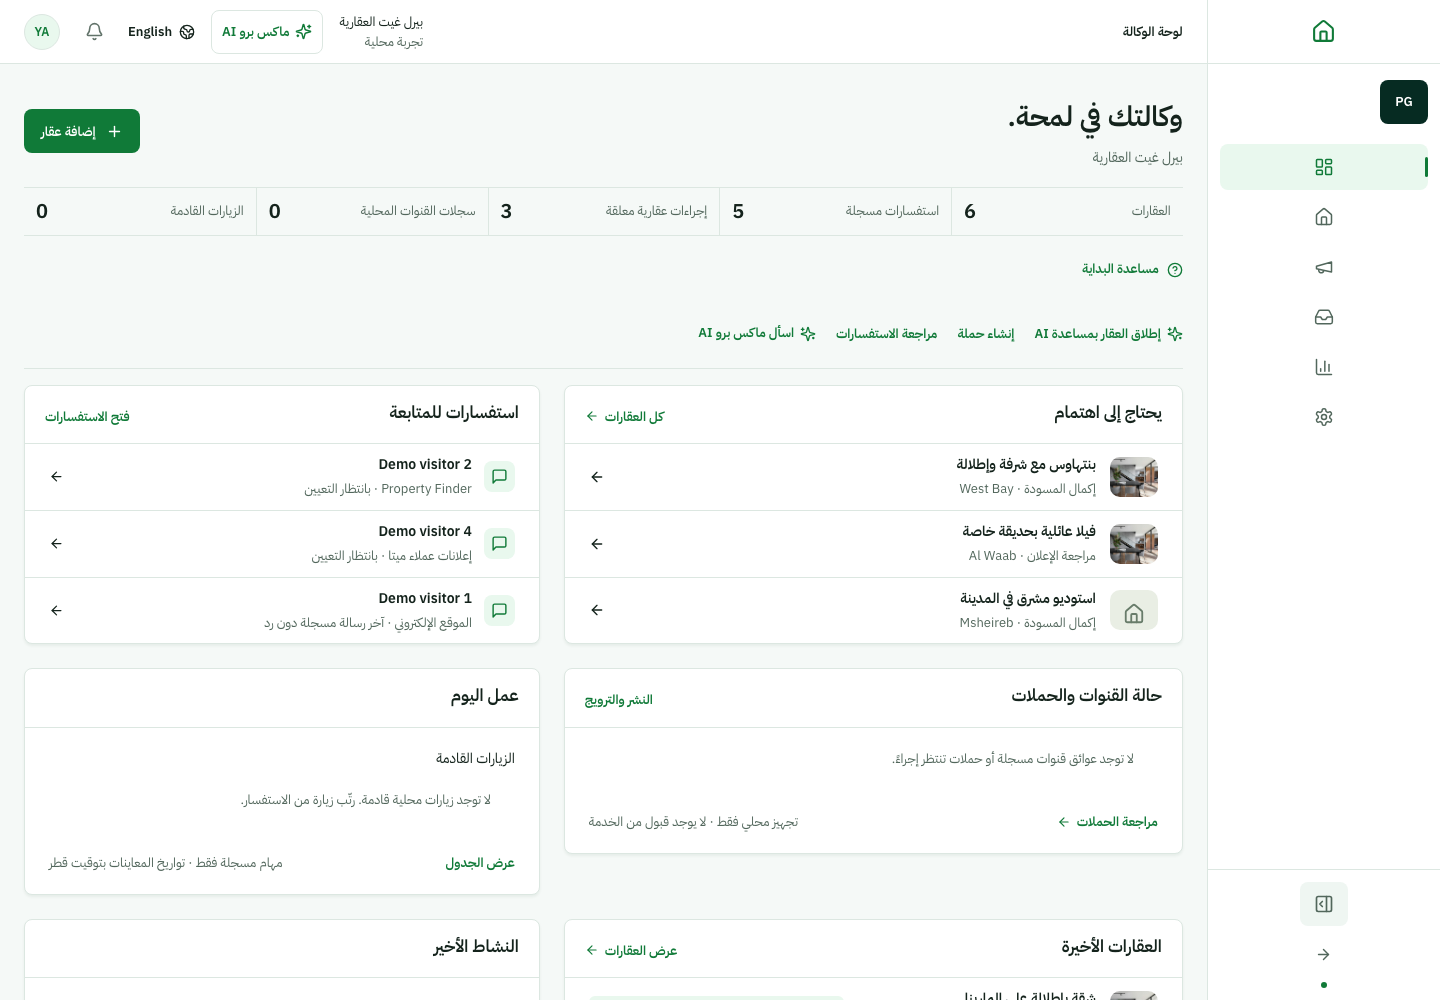 لوحة الوكالة
بيرل غيت العقارية
تجربة محلية
ماكس برو AI
English
YA
PG
وكالتك في لمحة.
بيرل غيت العقارية
إضافة عقار
العقارات 6
استفسارات مسجلة 5
إجراءات عقارية معلقة 3
سجلات القنوات المحلية 0
الزيارات القادمة 0
مساعدة البداية
إطلاق العقار بمساعدة AI
إنشاء حملة
مراجعة الاستفسارات
اسأل ماكس برو AI
يحتاج إلى اهتمام
كل العقارات
بنتهاوس مع شرفة وإطلالة
إكمال المسودة · West Bay
فيلا عائلية بحديقة خاصة
مراجعة الإعلان · Al Waab
استوديو مشرق في المدينة
إكمال المسودة · Msheireb
استفسارات للمتابعة
فتح الاستفسارات
Demo visitor 2
Property Finder · بانتظار التعيين
Demo visitor 4
إعلانات عملاء ميتا · بانتظار التعيين
Demo visitor 1
الموقع الإلكتروني · آخر رسالة مسجلة دون رد
حالة القنوات والحملات
النشر والترويج
لا توجد عوائق قنوات مسجلة أو حملات تنتظر إجراءً.
مراجعة الحملات
تجهيز محلي فقط · لا يوجد قبول من الخدمة
عمل اليوم
الزيارات القادمة
لا توجد زيارات محلية قادمة. رتّب زيارة من الاستفسار.
عرض الجدول
مهام مسجلة فقط · تواريخ المعاينات بتوقيت قطر
العقارات الأخيرة
عرض العقارات
شقة بإطلالة على المارينا
النشاط الأخير